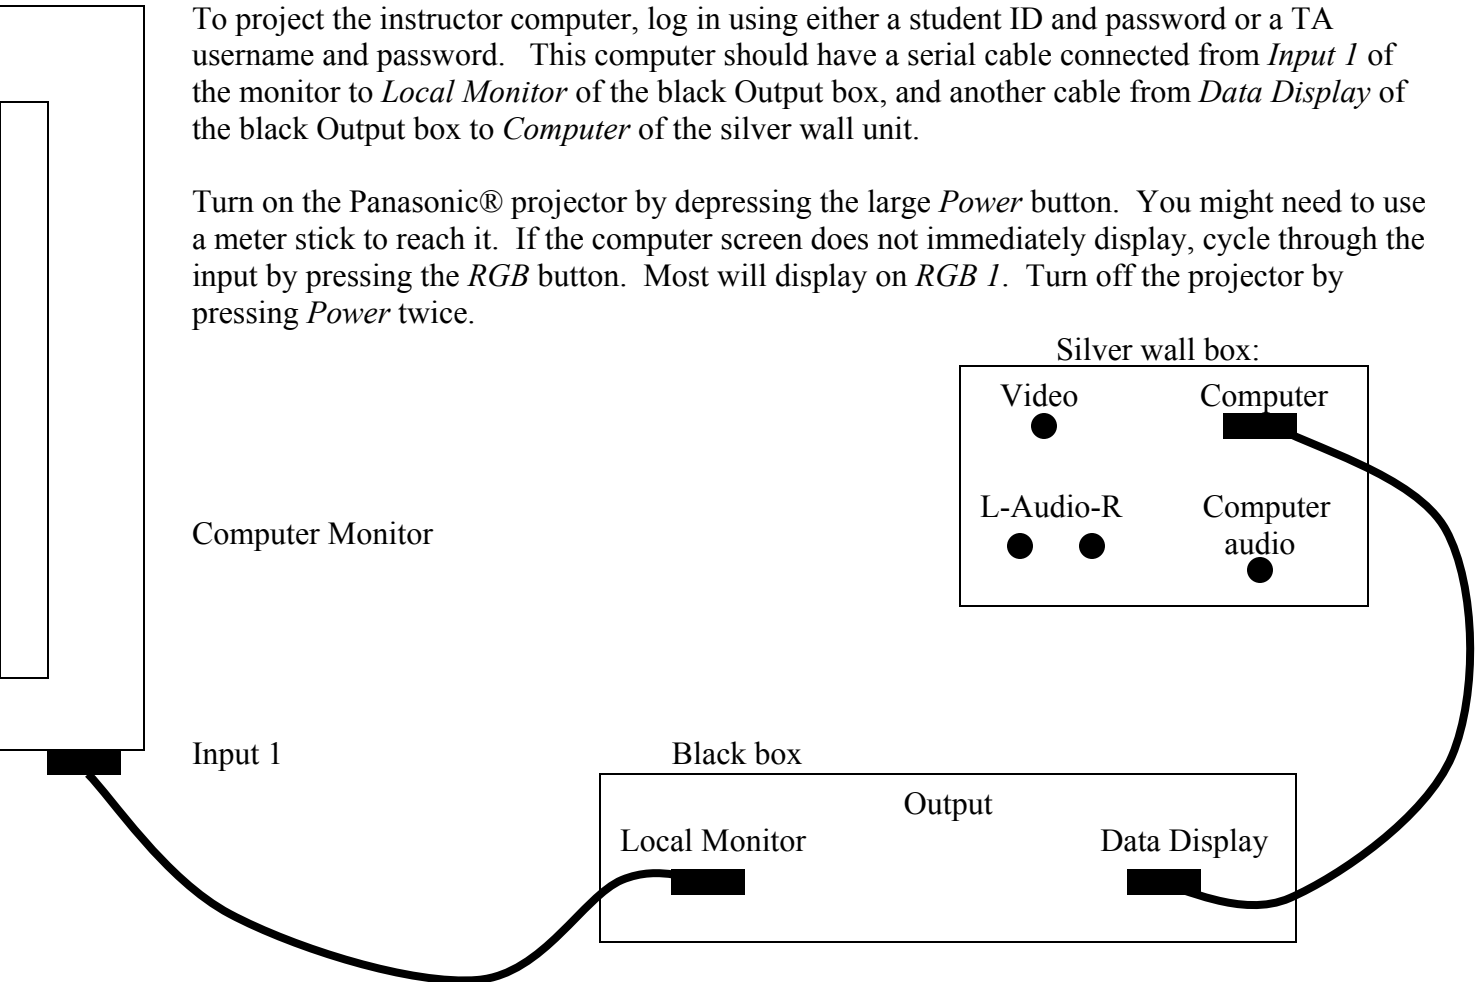 To project the instructor computer, log in using either a student ID and password or a TA
username and password.   This computer should have a serial cable connected from Input 1 of
the monitor to Local Monitor of the black Output box, and another cable from Data Display of
the black Output box to Computer of the silver wall unit.
Turn on the Panasonic® projector by depressing the large Power button.  You might need to use
a meter stick to reach it.  If the computer screen does not immediately display, cycle through the
input by pressing the RGB button.  Most will display on RGB 1.  Turn off the projector by
pressing Power twice.
Silver wall box:
Video
Computer
L-Audio-R
Computer
audio
Computer Monitor
Input 1
Black box
Output
Local Monitor
Data Display